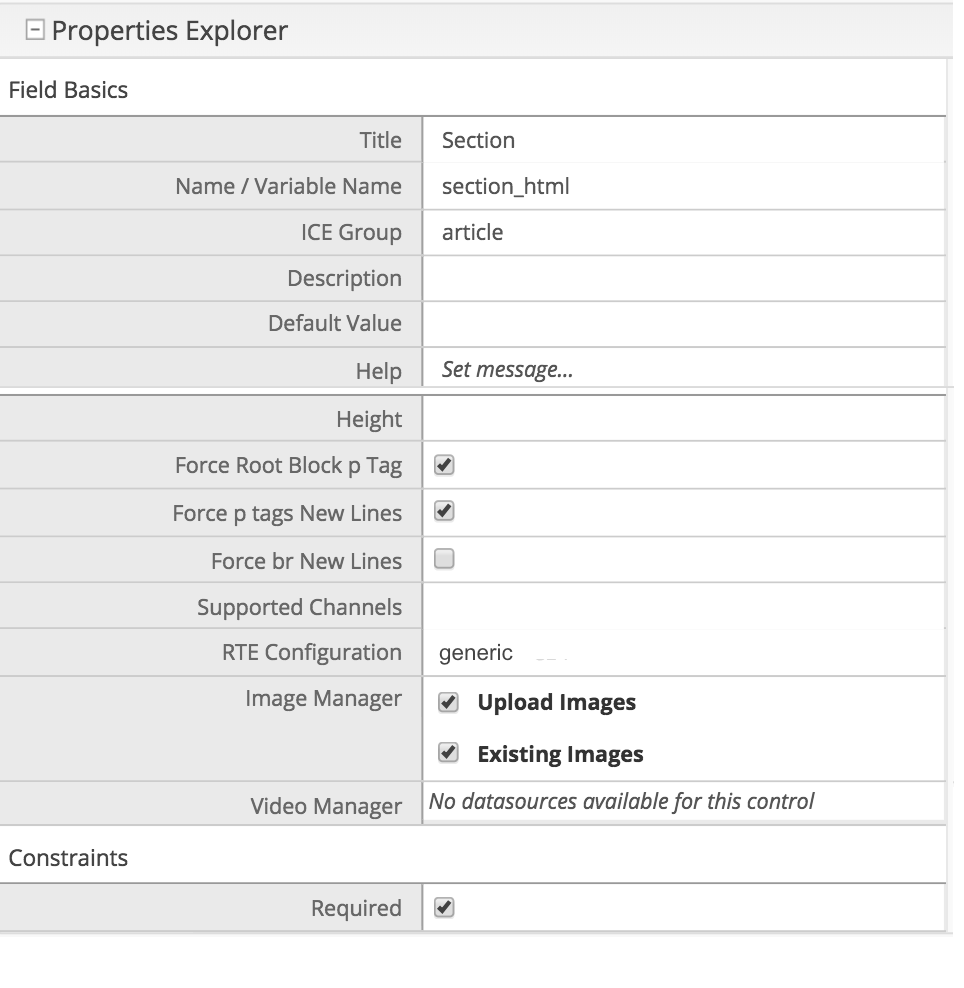 Properties Explorer
Field Basics
Title Section
Name / Variable Name section_html
ICE Group article
Description
Default Value
Help Set message...
Height
Force Root Block p Tag
Force p tags New Lines
Force br New Lines
Supported Channels
RTE Configuration generic
Image Manager Upload Images
Existing Images
Video Manager No datasources available for this control
Constraints
Required